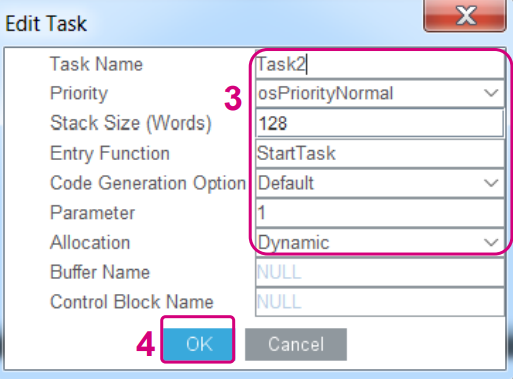 Edit Task
X
Task Name Task2
Priority osPriorityNormal
3
Stack Size (Words) 128
Entry Function StartTask
Code Generation Option Default
Parameter 1
Allocation Dynamic
Buffer Name NULL
Control Block Name NULL
4 OK Cancel